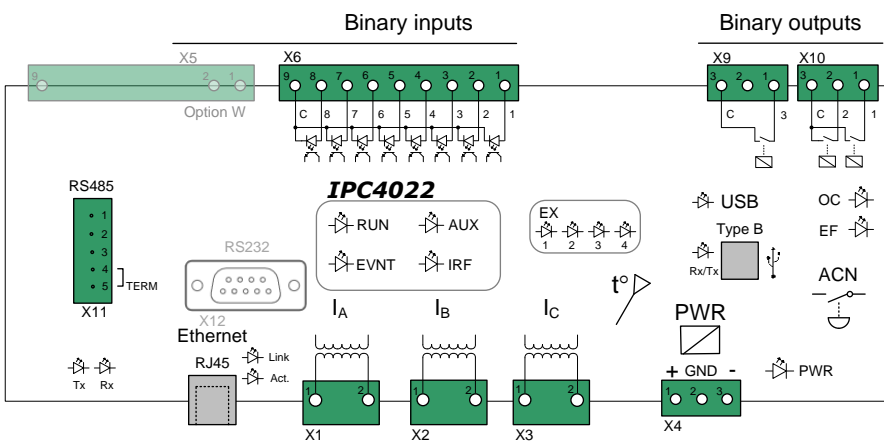 Binary inputs
Binary outputs
X5
X6
X9
X10
9 2 1
9 8 7 6 5 4 3 2 1
3 2 1
3 2 1
Option W
C 8 7 6 5 4 3 2 1
C 3
C 2 1
RS485
1
2
3
4
5
TERM
X11
RS232
X12
IPC4022
RUN
AUX
EVNT
IRF
EX
1 2 3 4
USB
Type B
Rx/Tx
OC
EF
ACN
t°
I_A
I_B
I_C
PWR
Ethernet
RJ45
Link
Act.
Tx Rx
1 2
X1
1 2
X2
1 2
X3
+ GND -
1 2 3
X4
PWR